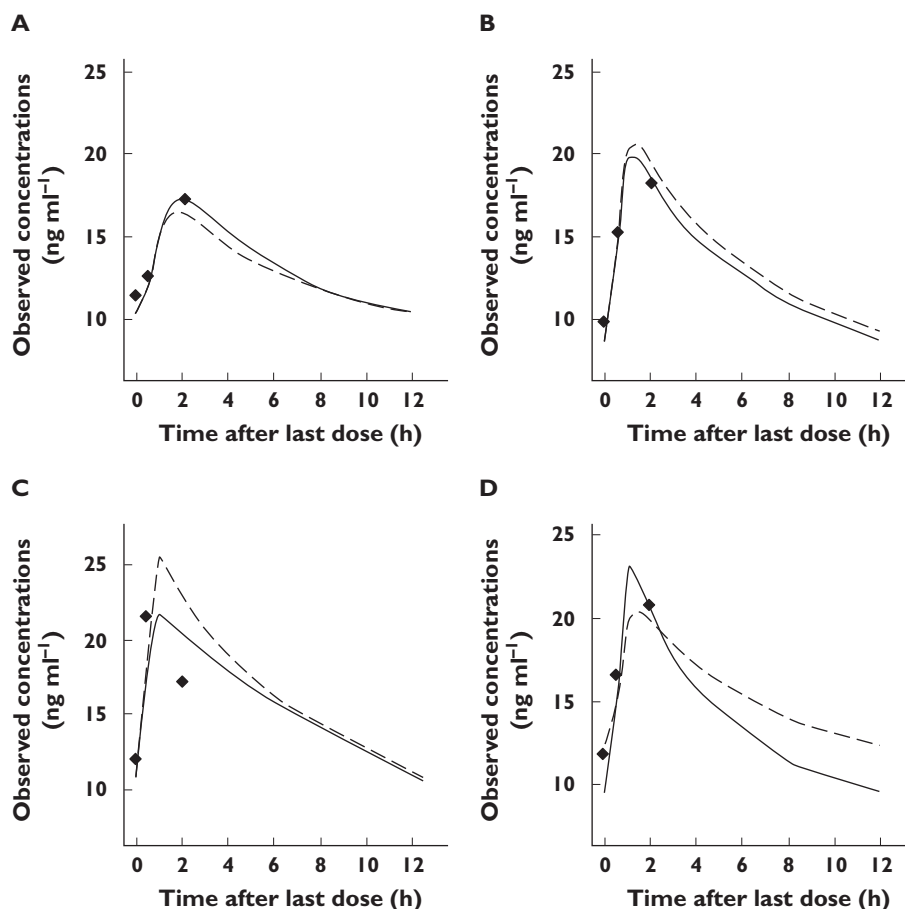 A
Observed concentrations
(ng ml⁻¹)
25
20
15
10
0 2 4 6 8 10 12
Time after last dose (h)
B
Observed concentrations
(ng ml⁻¹)
25
20
15
10
0 2 4 6 8 10 12
Time after last dose (h)
C
Observed concentrations
(ng ml⁻¹)
25
20
15
10
0 2 4 6 8 10 12
Time after last dose (h)
D
Observed concentrations
(ng ml⁻¹)
25
20
15
10
0 2 4 6 8 10 12
Time after last dose (h)